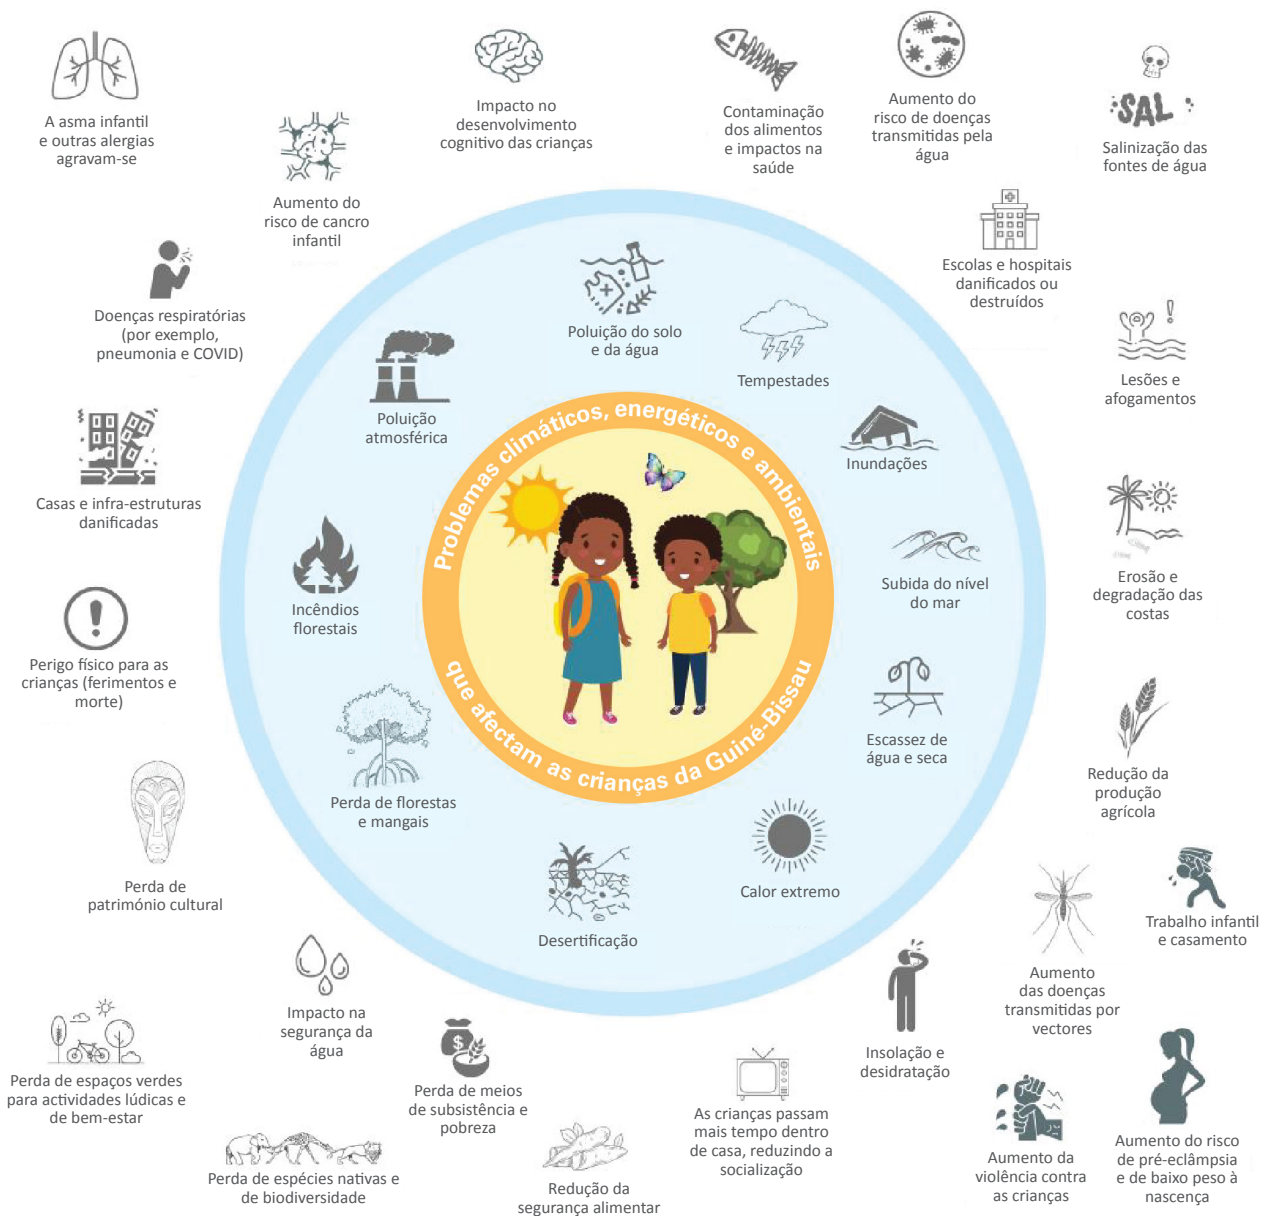 A asma infantil
e outras alergias
agravam-se
Aumento do
risco de cancro
infantil
Impacto no
desenvolvimento
cognitivo das crianças
Contaminação
dos alimentos
e impactos na
saúde
Aumento do
risco de doenças
transmitidas pela
água
SAL
Salinização das
fontes de água
Escolas e hospitais
danificados ou
destruídos
Doenças respiratórias
(por exemplo,
pneumonia e COVID)
Lesões e
afogamentos
Casas e infra-estruturas
danificadas
Erosão e
degradação das
costas
Perigo físico para as
crianças (ferimentos e
morte)
Redução da
produção
agrícola
Perda de
património cultural
Trabalho infantil
e casamento
Aumento
das doenças
transmitidas por
vectores
Impacto na
segurança da
água
Insolação e
desidratação
Perda de espaços verdes
para actividades lúdicas e
de bem-estar
$
Perda de meios
de subsistência e
pobreza
As crianças passam
mais tempo dentro
de casa, reduzindo a
socialização
Aumento da
violência contra
as crianças
Aumento do risco
de pré-eclâmpsia
e de baixo peso à
nascença
Perda de espécies nativas e
de biodiversidade
Redução da
segurança alimentar
Poluição do solo
e da água
Tempestades
Poluição
atmosférica
Inundações
Incêndios
florestais
Subida do nível
do mar
Escassez de
água e seca
Perda de florestas
e mangais
Calor extremo
Desertificação
Problemas climáticos, energéticos e ambientais
que afectam as crianças da Guiné-Bissau